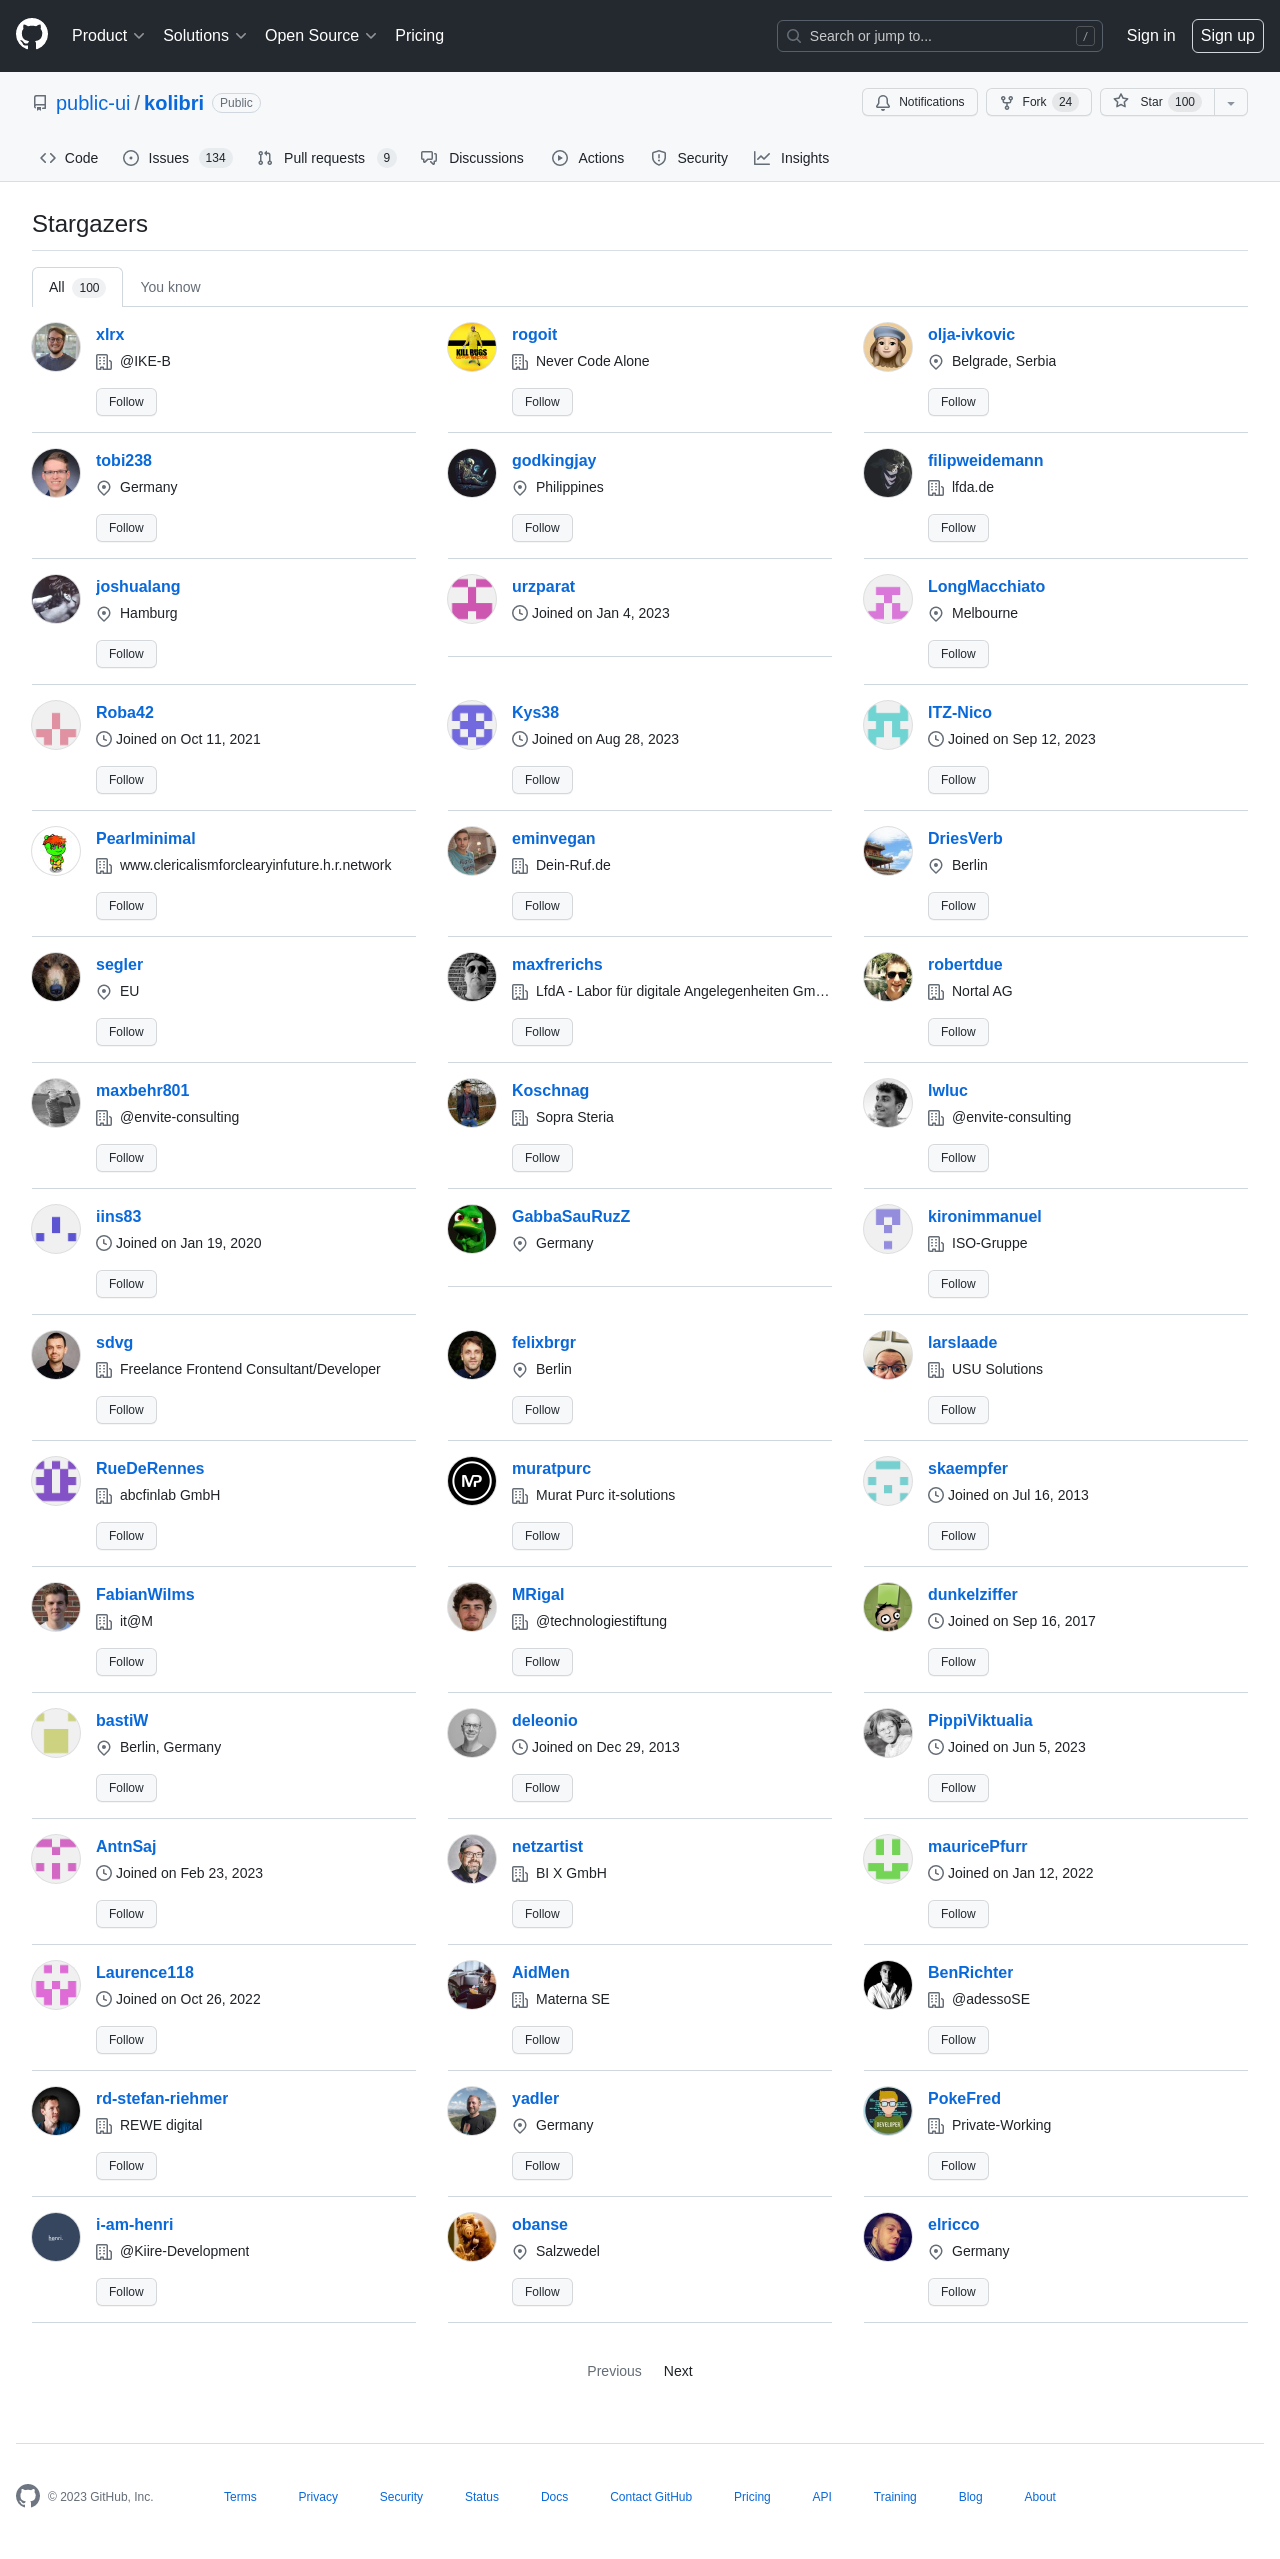 Product Solutions Open Source Pricing Search or jump to... / Sign in Sign up
public-ui / kolibri Public Notifications Fork 24 Star 100
Code Issues 134 Pull requests 9 Discussions Actions Security Insights
Stargazers
All 100 You know
xlrx
@IKE-B
Follow
rogoit
Never Code Alone
Follow
olja-ivkovic
Belgrade, Serbia
Follow
tobi238
Germany
Follow
godkingjay
Philippines
Follow
filipweidemann
lfda.de
Follow
joshualang
Hamburg
Follow
urzparat
Joined on Jan 4, 2023
LongMacchiato
Melbourne
Follow
Roba42
Joined on Oct 11, 2021
Follow
Kys38
Joined on Aug 28, 2023
Follow
ITZ-Nico
Joined on Sep 12, 2023
Follow
Pearlminimal
www.clericalismforclearyinfuture.h.r.network
Follow
eminvegan
Dein-Ruf.de
Follow
DriesVerb
Berlin
Follow
segler
EU
Follow
maxfrerichs
LfdA - Labor für digitale Angelegenheiten Gm…
Follow
robertdue
Nortal AG
Follow
maxbehr801
@envite-consulting
Follow
Koschnag
Sopra Steria
Follow
lwluc
@envite-consulting
Follow
iins83
Joined on Jan 19, 2020
Follow
GabbaSauRuzZ
Germany
kironimmanuel
ISO-Gruppe
Follow
sdvg
Freelance Frontend Consultant/Developer
Follow
felixbrgr
Berlin
Follow
larslaade
USU Solutions
Follow
RueDeRennes
abcfinlab GmbH
Follow
muratpurc
Murat Purc it-solutions
Follow
skaempfer
Joined on Jul 16, 2013
Follow
FabianWilms
it@M
Follow
MRigal
@technologiestiftung
Follow
dunkelziffer
Joined on Sep 16, 2017
Follow
bastiW
Berlin, Germany
Follow
deleonio
Joined on Dec 29, 2013
Follow
PippiViktualia
Joined on Jun 5, 2023
Follow
AntnSaj
Joined on Feb 23, 2023
Follow
netzartist
BI X GmbH
Follow
mauricePfurr
Joined on Jan 12, 2022
Follow
Laurence118
Joined on Oct 26, 2022
Follow
AidMen
Materna SE
Follow
BenRichter
@adessoSE
Follow
rd-stefan-riehmer
REWE digital
Follow
yadler
Germany
Follow
PokeFred
Private-Working
Follow
i-am-henri
@Kiire-Development
Follow
obanse
Salzwedel
Follow
elricco
Germany
Follow
Previous Next
© 2023 GitHub, Inc. Terms Privacy Security Status Docs Contact GitHub Pricing API Training Blog About